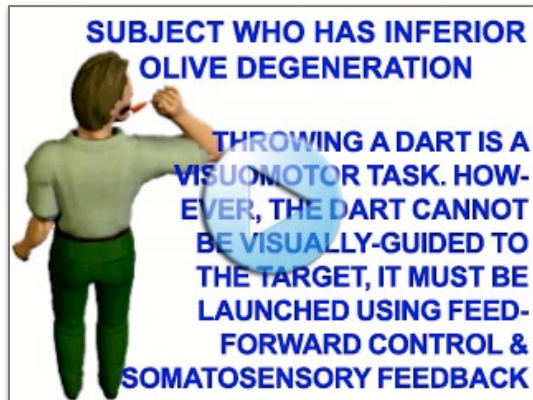 SUBJECT WHO HAS INFERIOR
OLIVE DEGENERATION
THROWING A DART IS A
VISUOMOTOR TASK. HOW-
EVER, THE DART CANNOT
BE VISUALLY-GUIDED TO
THE TARGET, IT MUST BE
LAUNCHED USING FEED-
FORWARD CONTROL &
SOMATOSENSORY FEEDBACK